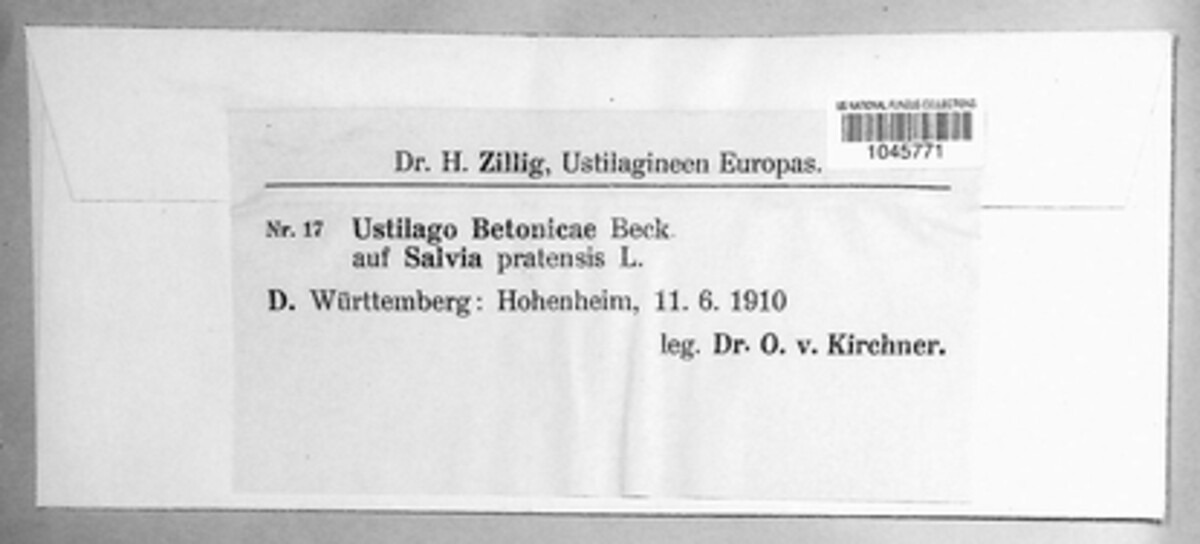 US NATIONAL FUNGUS COLLECTIONS
1045771
Dr. H. Zillig, Ustilagineen Europas.
Nr. 17 Ustilago Betonicae Beck.
auf Salvia pratensis L.
D. Württemberg: Hohenheim, 11. 6. 1910
leg. Dr. O. v. Kirchner.